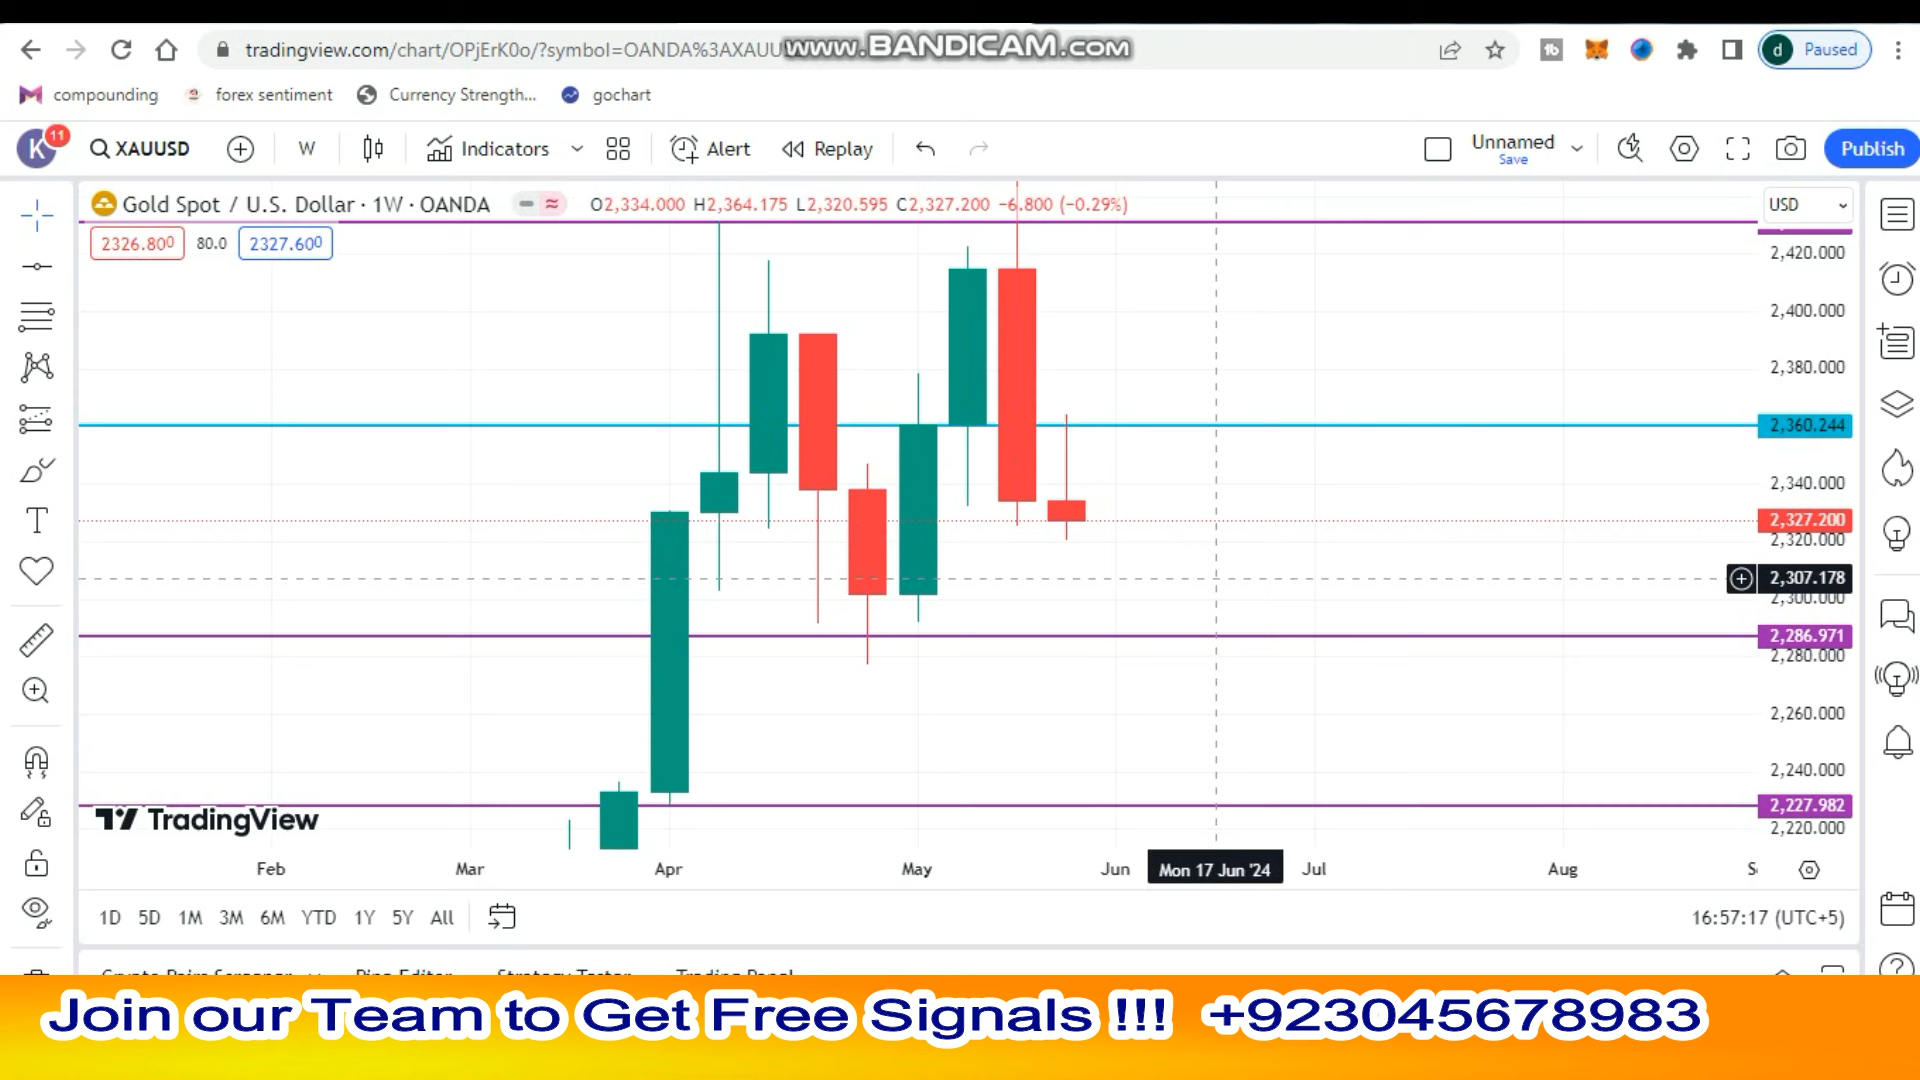 www.BANDICAM.com
tradingview.com/chart/OPjErK0o/?symbol=OANDA%3AXAUU
d Paused
compounding forex sentiment Currency Strength... gochart
K 11 XAUUSD W Indicators Alert Replay Unnamed Save Publish
Gold Spot / U.S. Dollar · 1W · OANDA O2,334.000 H2,364.175 L2,320.595 C2,327.200 −6.800 (−0.29%) USD
2326.800 80.0 2327.600
2,420.000
2,400.000
2,380.000
2,360.244
2,340.000
2,327.200
2,320.000
2,307.178
2,300.000
2,286.971
2,280.000
2,260.000
2,240.000
2,227.982
2,220.000
TradingView
Feb Mar Apr May Jun Mon 17 Jun '24 Jul Aug
1D 5D 1M 3M 6M YTD 1Y 5Y All 16:57:17 (UTC+5)
Join our Team to Get Free Signals !!! +923045678983